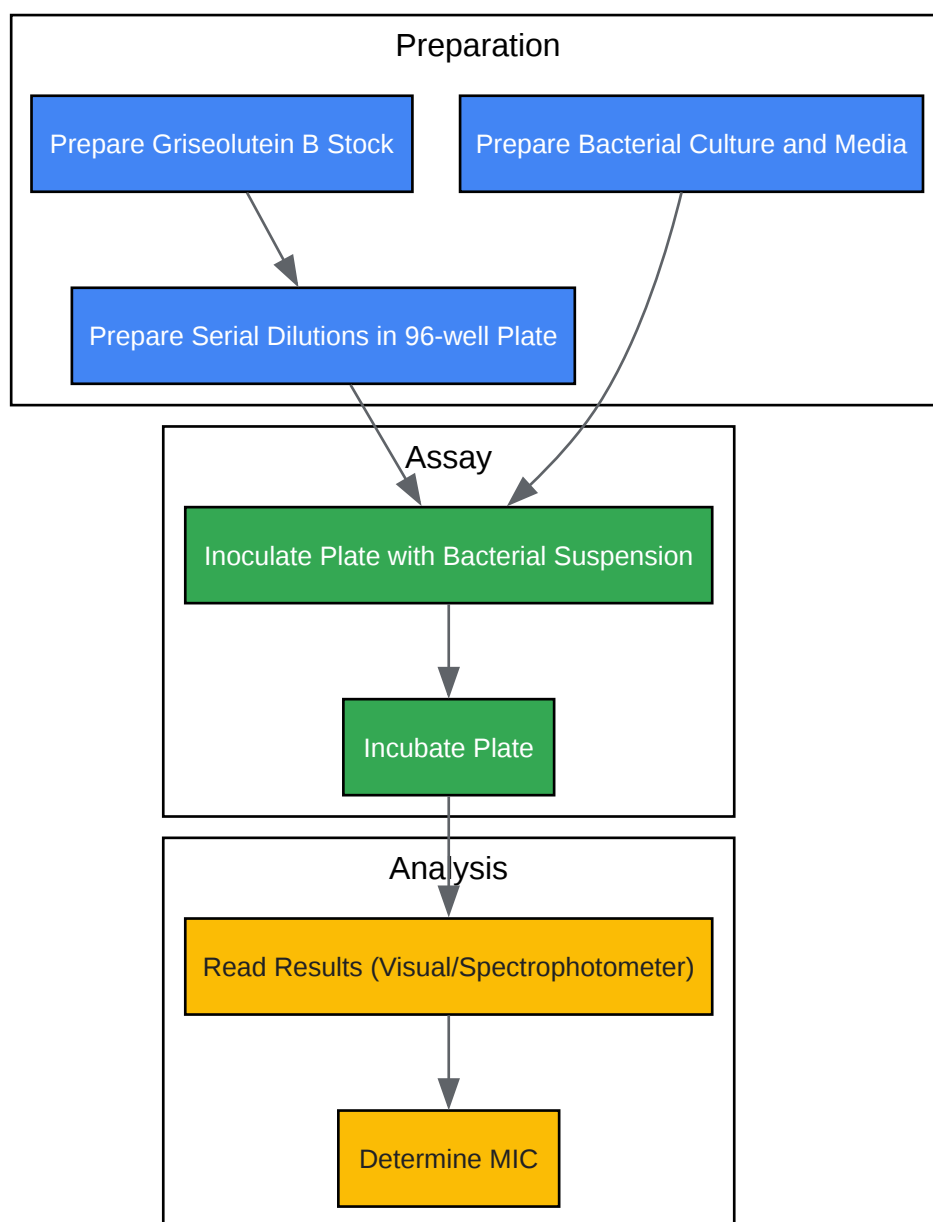 Preparation
Prepare Griseolutein B Stock
Prepare Bacterial Culture and Media
Prepare Serial Dilutions in 96-well Plate
Assay
Inoculate Plate with Bacterial Suspension
Incubate Plate
Analysis
Read Results (Visual/Spectrophotometer)
Determine MIC